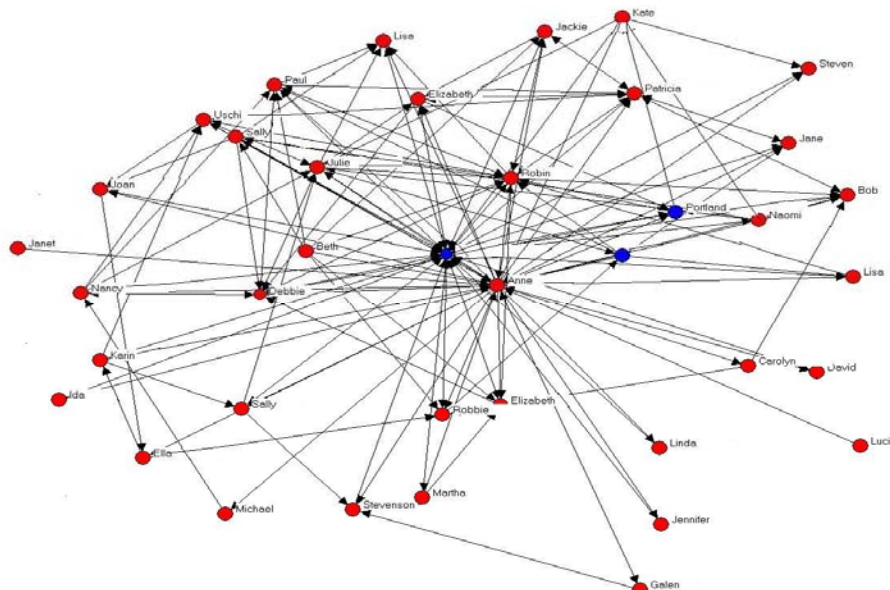 Kate
Jackie
Lisa
Steven
Paul
Patricia
Elizabeth
Uschi
Sally
Jane
Julie
Robin
Joan
Bob
Portland
Naomi
Janet
Beth
Lisa
Anne
Nancy
Debbie
Karin
Carolyn
David
Ida
Elizabeth
Sally
Robbie
Linda
Luci
Ella
Martha
Stevenson
Michael
Jennifer
Galen